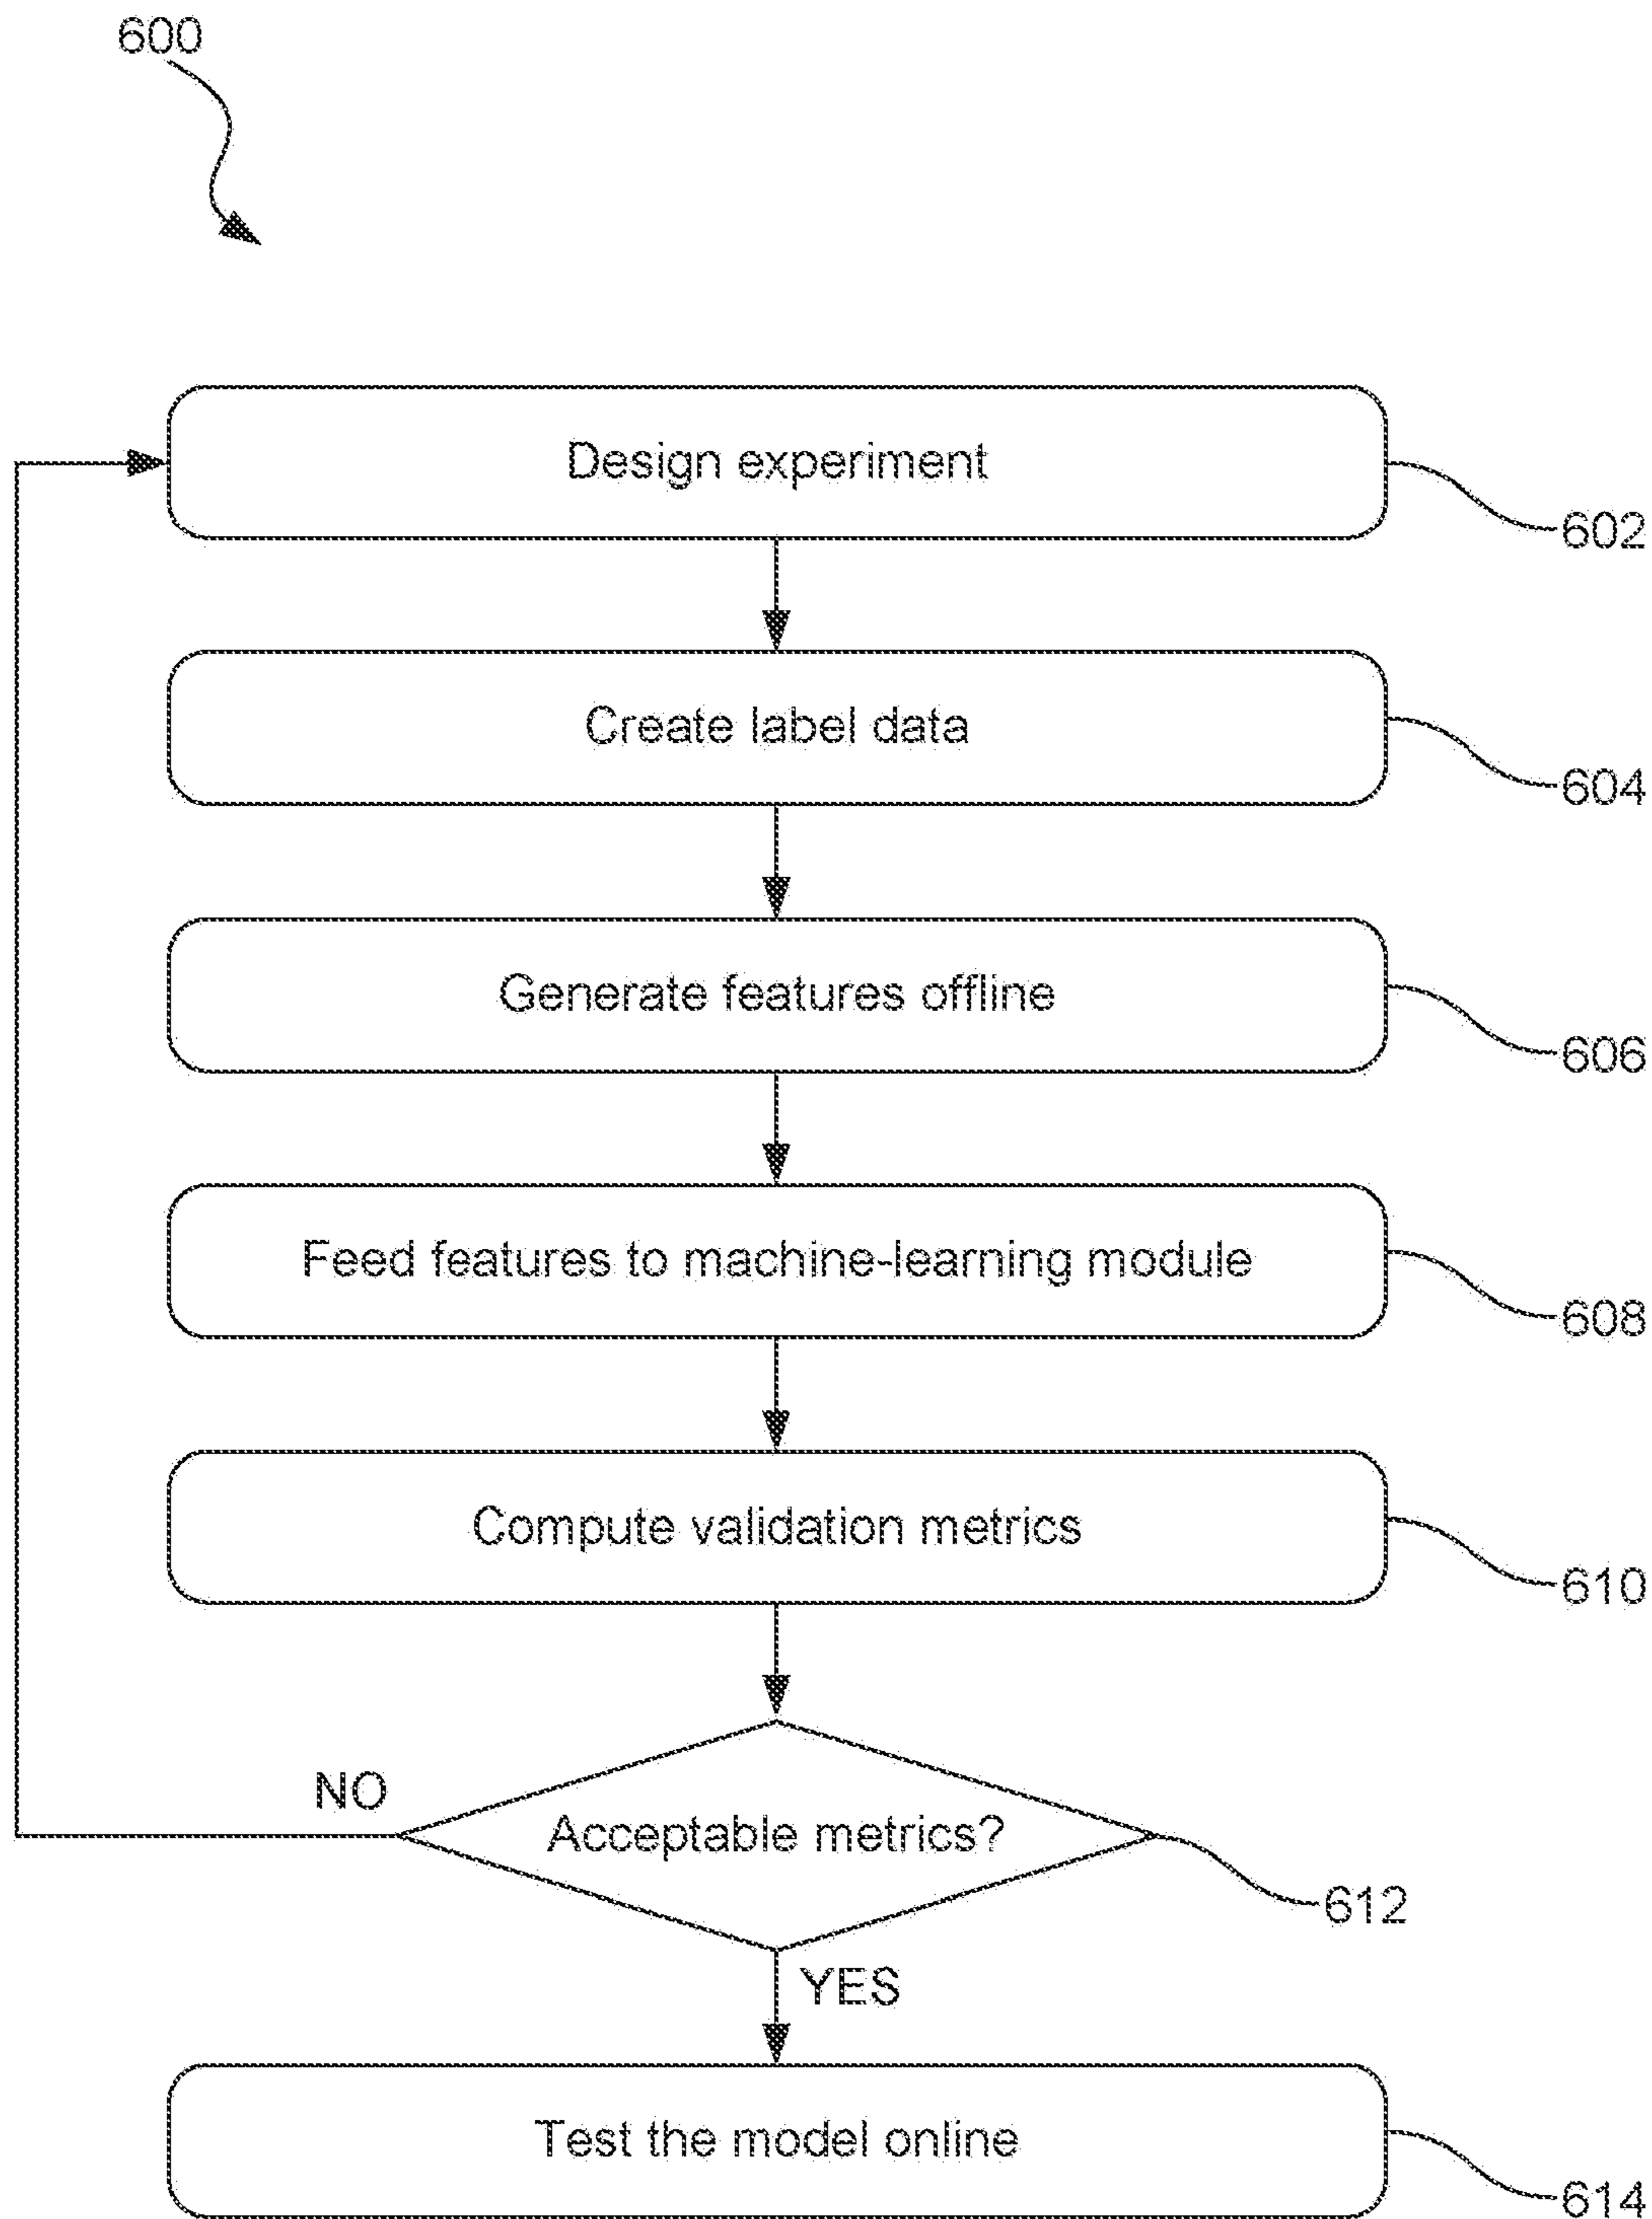 600
Design experiment
602
Create label data
604
Generate features offline
606
Feed features to machine-learning module
608
Compute validation metrics
610
NO
Acceptable metrics?
612
YES
Test the model online
614